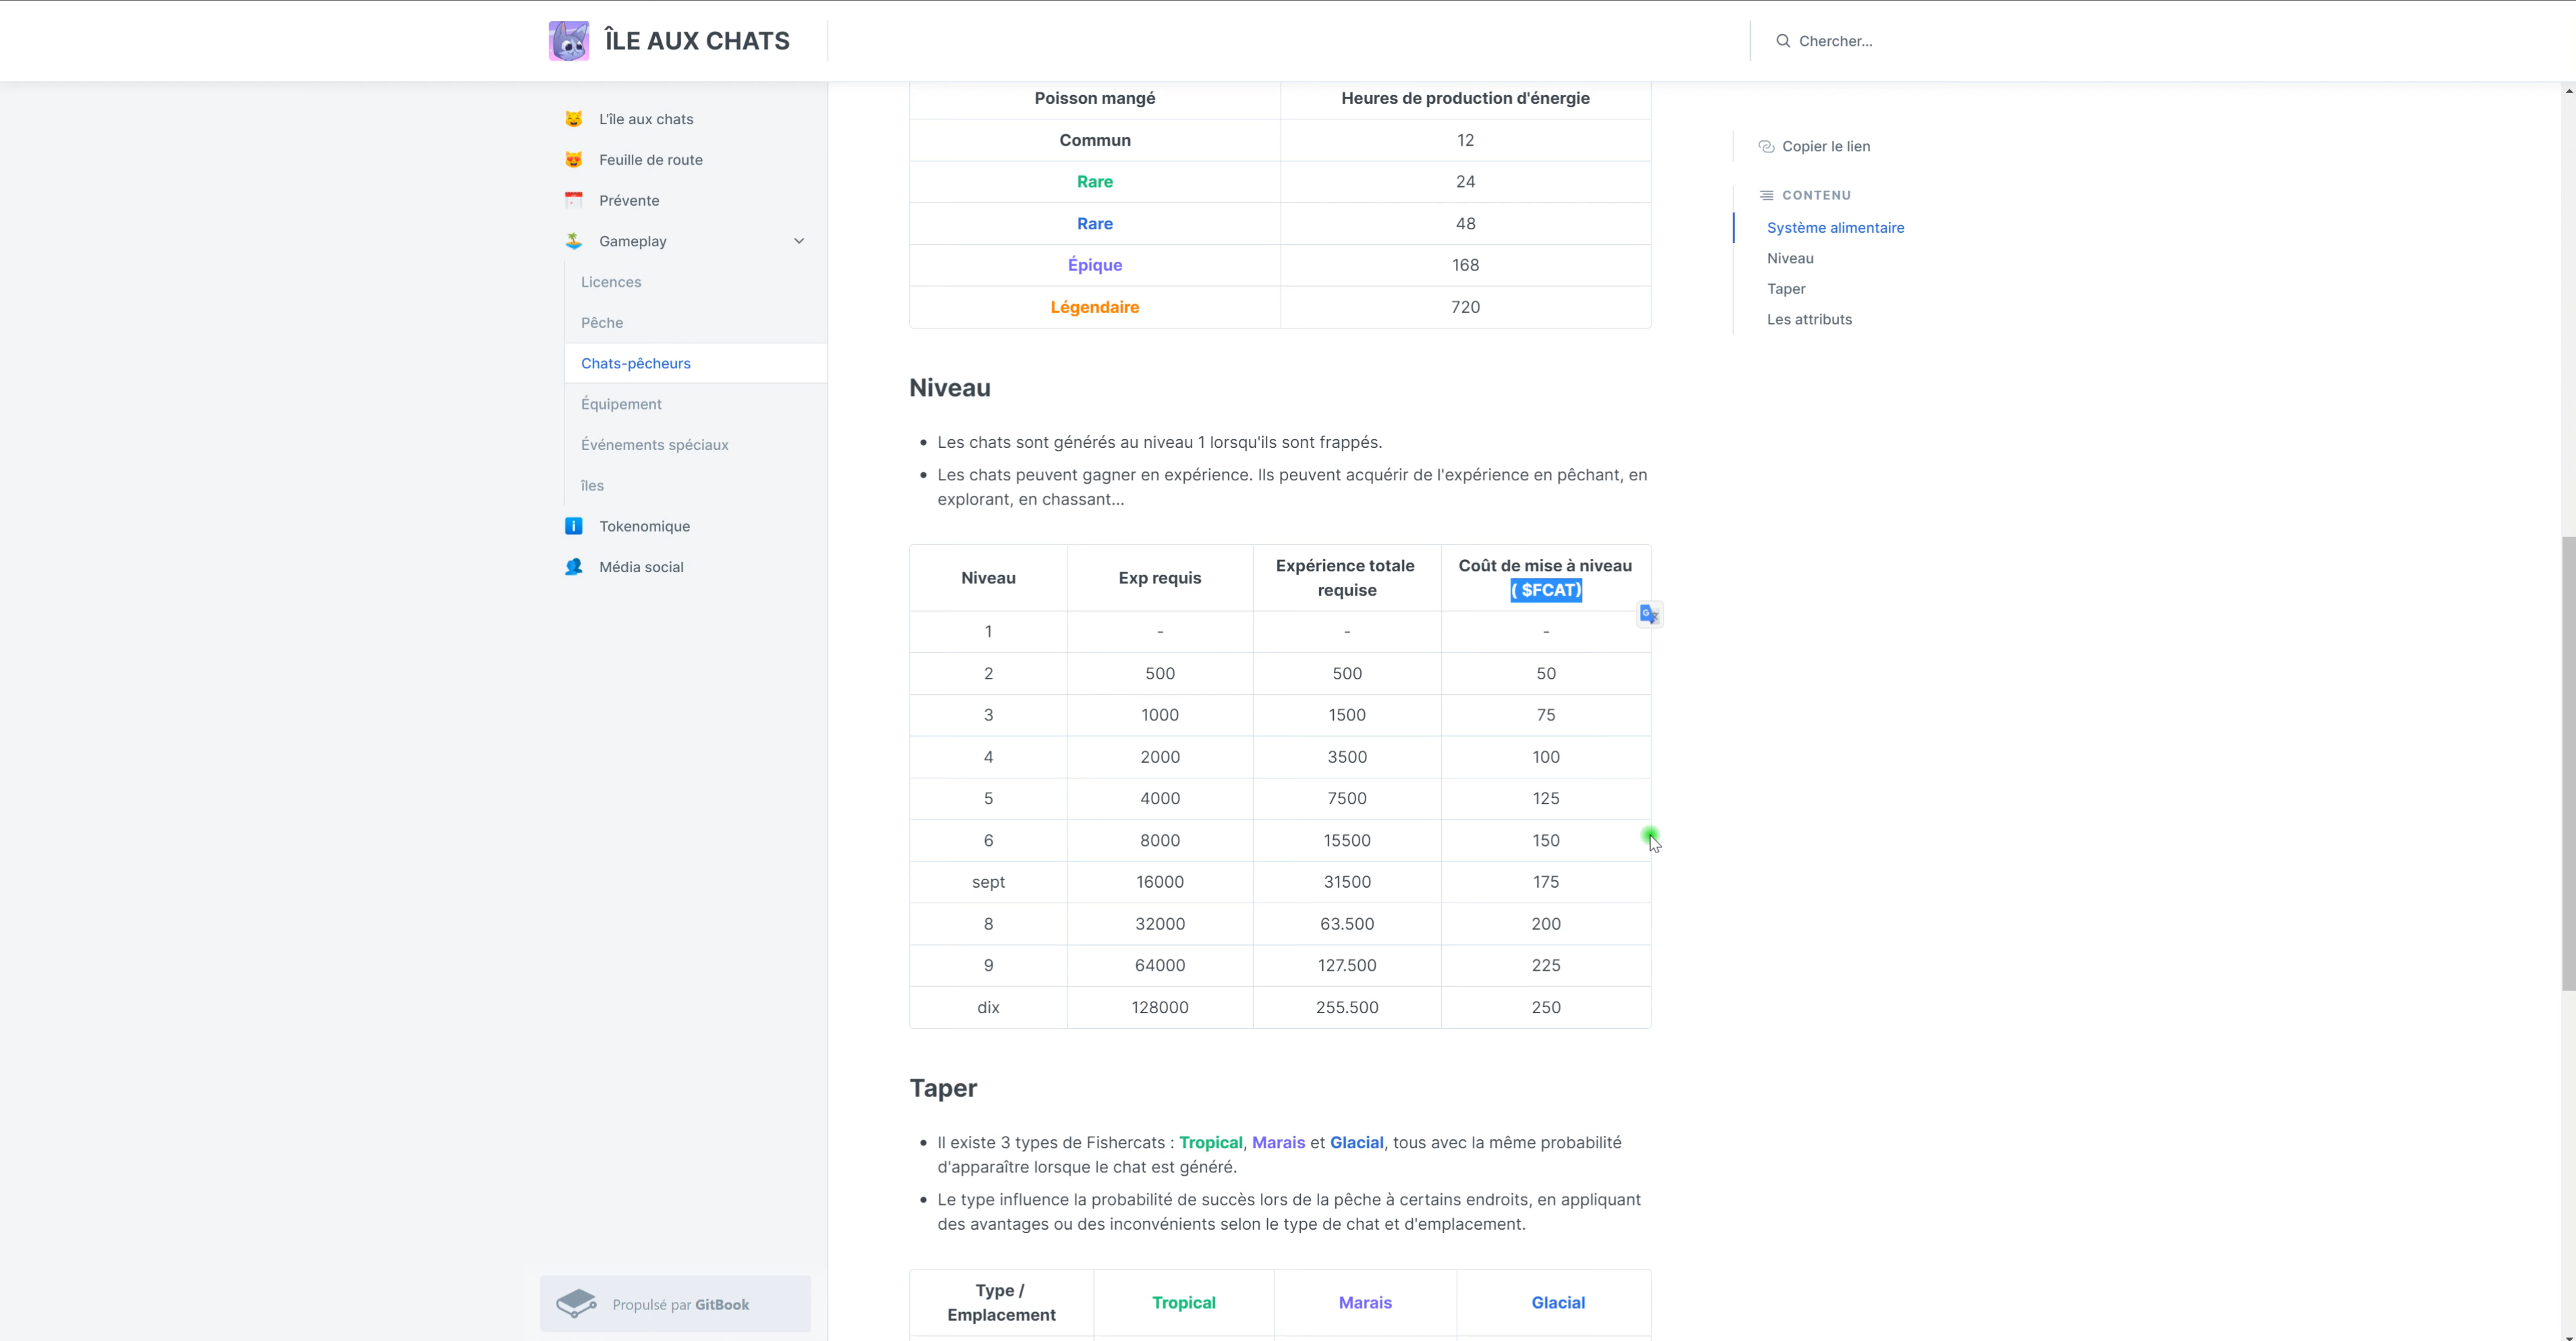 ÎLE AUX CHATS
Chercher...
L'île aux chats
Feuille de route
Prévente
Gameplay
Licences
Pêche
Chats-pêcheurs
Équipement
Événements spéciaux
îles
Tokenomique
Média social
Propulsé par GitBook
Poisson mangé Heures de production d'énergie
Commun 12
Rare 24
Rare 48
Épique 168
Légendaire 720
Niveau
Les chats sont générés au niveau 1 lorsqu'ils sont frappés.
Les chats peuvent gagner en expérience. Ils peuvent acquérir de l'expérience en pêchant, en
explorant, en chassant...
Niveau Exp requis Expérience totale requise Coût de mise à niveau ( $FCAT)
1 - - -
2 500 500 50
3 1000 1500 75
4 2000 3500 100
5 4000 7500 125
6 8000 15500 150
sept 16000 31500 175
8 32000 63.500 200
9 64000 127.500 225
dix 128000 255.500 250
Taper
Il existe 3 types de Fishercats : Tropical, Marais et Glacial, tous avec la même probabilité
d'apparaître lorsque le chat est généré.
Le type influence la probabilité de succès lors de la pêche à certains endroits, en appliquant
des avantages ou des inconvénients selon le type de chat et d'emplacement.
Type / Emplacement Tropical Marais Glacial
Copier le lien
CONTENU
Système alimentaire
Niveau
Taper
Les attributs